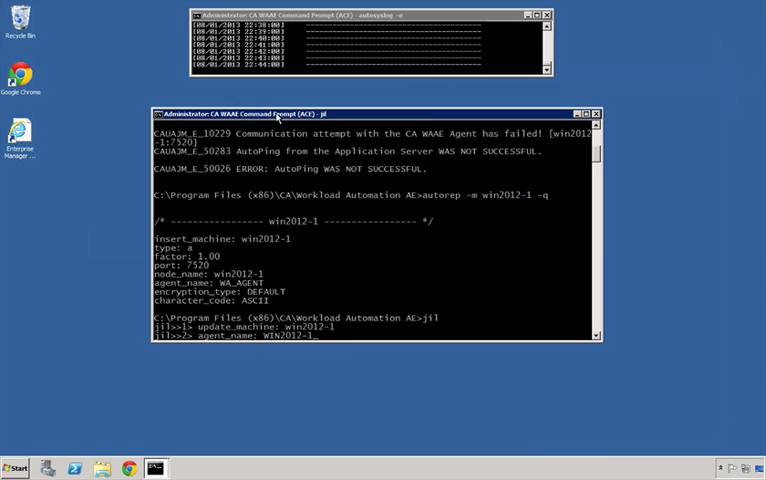 Recycle Bin
Google Chrome
Enterprise
Manager ...
Administrator: CA WAAE Command Prompt (ACE) - autosyslog -e
[08/01/2013 22:38:00] ----------------------------------------
[08/01/2013 22:39:00] ----------------------------------------
[08/01/2013 22:40:00] ----------------------------------------
[08/01/2013 22:41:00] ----------------------------------------
[08/01/2013 22:42:00] ----------------------------------------
[08/01/2013 22:43:00] ----------------------------------------
[08/01/2013 22:44:00] ----------------------------------------
Administrator: CA WAAE Command Prompt (ACE) - jil
CAUAJM_E_10229 Communication attempt with the CA WAAE Agent has failed! [win2012
-1:7520]
CAUAJM_E_50283 AutoPing from the Application Server WAS NOT SUCCESSFUL.
CAUAJM_E_50026 ERROR: AutoPing WAS NOT SUCCESSFUL.
C:\Program Files (x86)\CA\Workload Automation AE>autorep -m win2012-1 -q
/* ----------------- win2012-1 ----------------- */
insert_machine: win2012-1
type: a
factor: 1.00
port: 7520
node_name: win2012-1
agent_name: WA_AGENT
encryption_type: DEFAULT
character_code: ASCII
C:\Program Files (x86)\CA\Workload Automation AE>jil
jil>>1> update_machine: win2012-1
jil>>2> agent_name: WIN2012-1_
Start